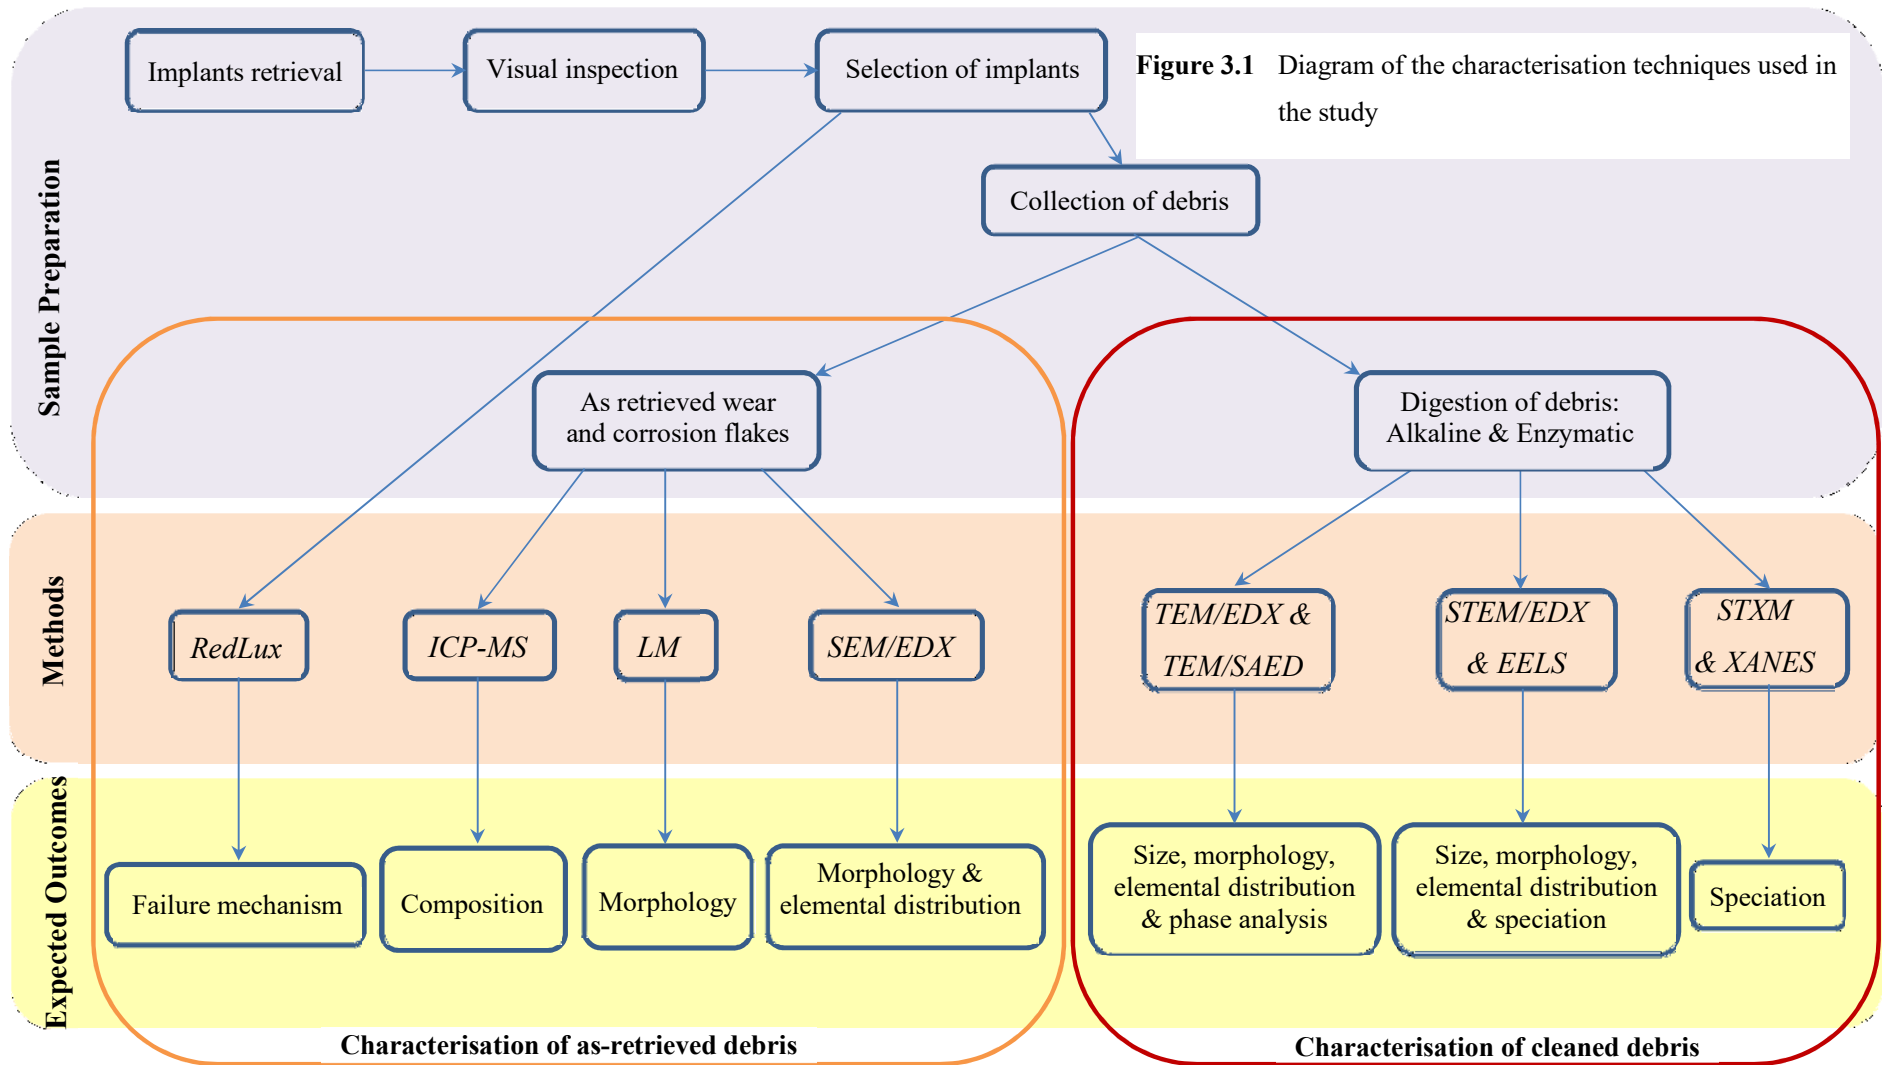 Implants retrieval
Visual inspection
Selection of implants
Figure 3.1 Diagram of the characterisation techniques used in
the study
Sample Preparation
Collection of debris
As retrieved wear
and corrosion flakes
Digestion of debris:
Alkaline & Enzymatic
Methods
RedLux
ICP-MS
LM
SEM/EDX
TEM/EDX &
TEM/SAED
STEM/EDX
& EELS
STXM
& XANES
Expected Outcomes
Failure mechanism
Composition
Morphology
Morphology &
elemental distribution
Size, morphology,
elemental distribution
& phase analysis
Size, morphology,
elemental distribution
& speciation
Speciation
Characterisation of as-retrieved debris
Characterisation of cleaned debris